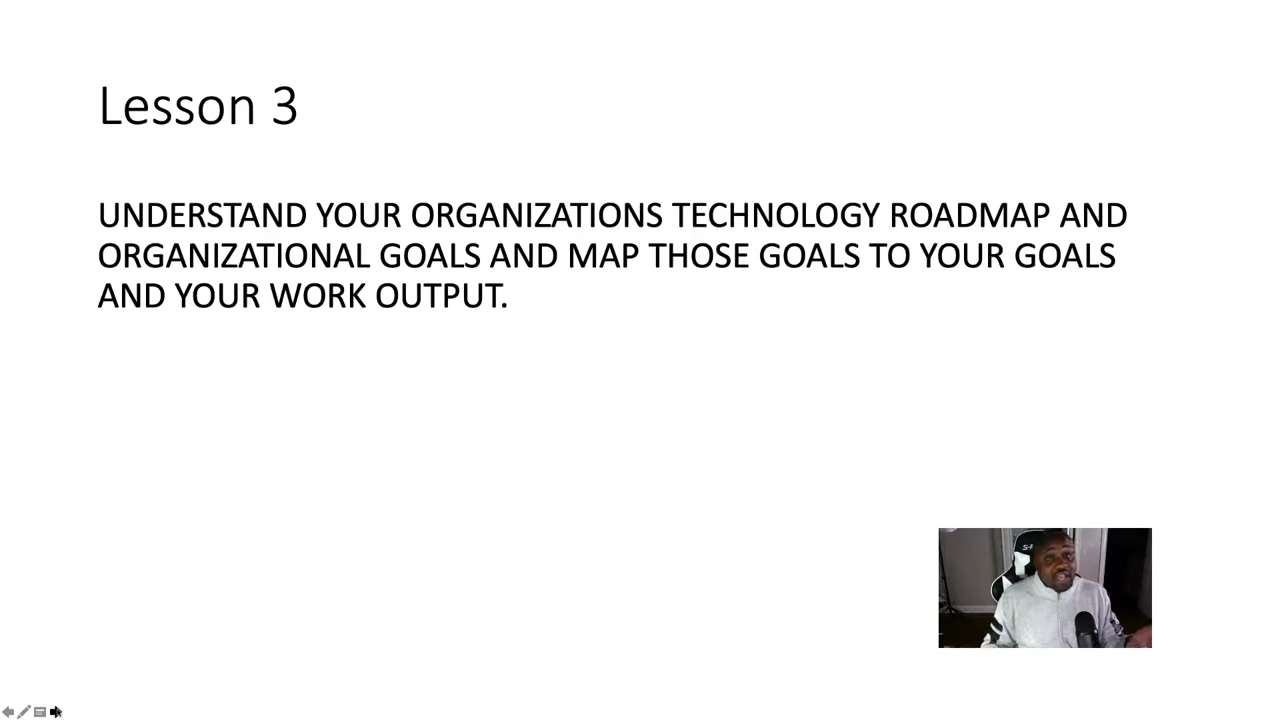 Lesson 3
UNDERSTAND YOUR ORGANIZATIONS TECHNOLOGY ROADMAP AND
ORGANIZATIONAL GOALS AND MAP THOSE GOALS TO YOUR GOALS
AND YOUR WORK OUTPUT.